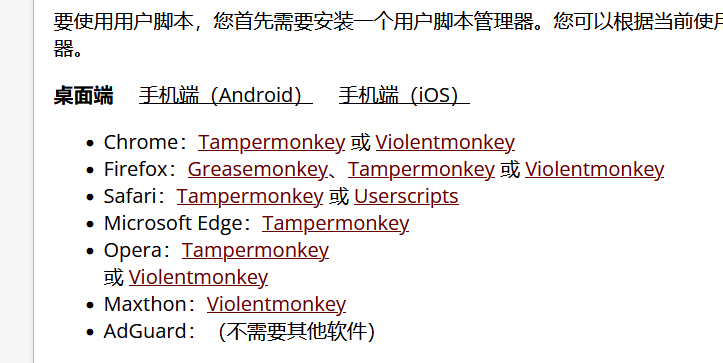 要使用用户脚本，您首先需要安装一个用户脚本管理器。您可以根据当前使
器。
桌面端 手机端（Android） 手机端（iOS）
Chrome：Tampermonkey 或 Violentmonkey
Firefox：Greasemonkey、Tampermonkey 或 Violentmonkey
Safari：Tampermonkey 或 Userscripts
Microsoft Edge：Tampermonkey
Opera：Tampermonkey
或 Violentmonkey
Maxthon：Violentmonkey
AdGuard：（不需要其他软件）